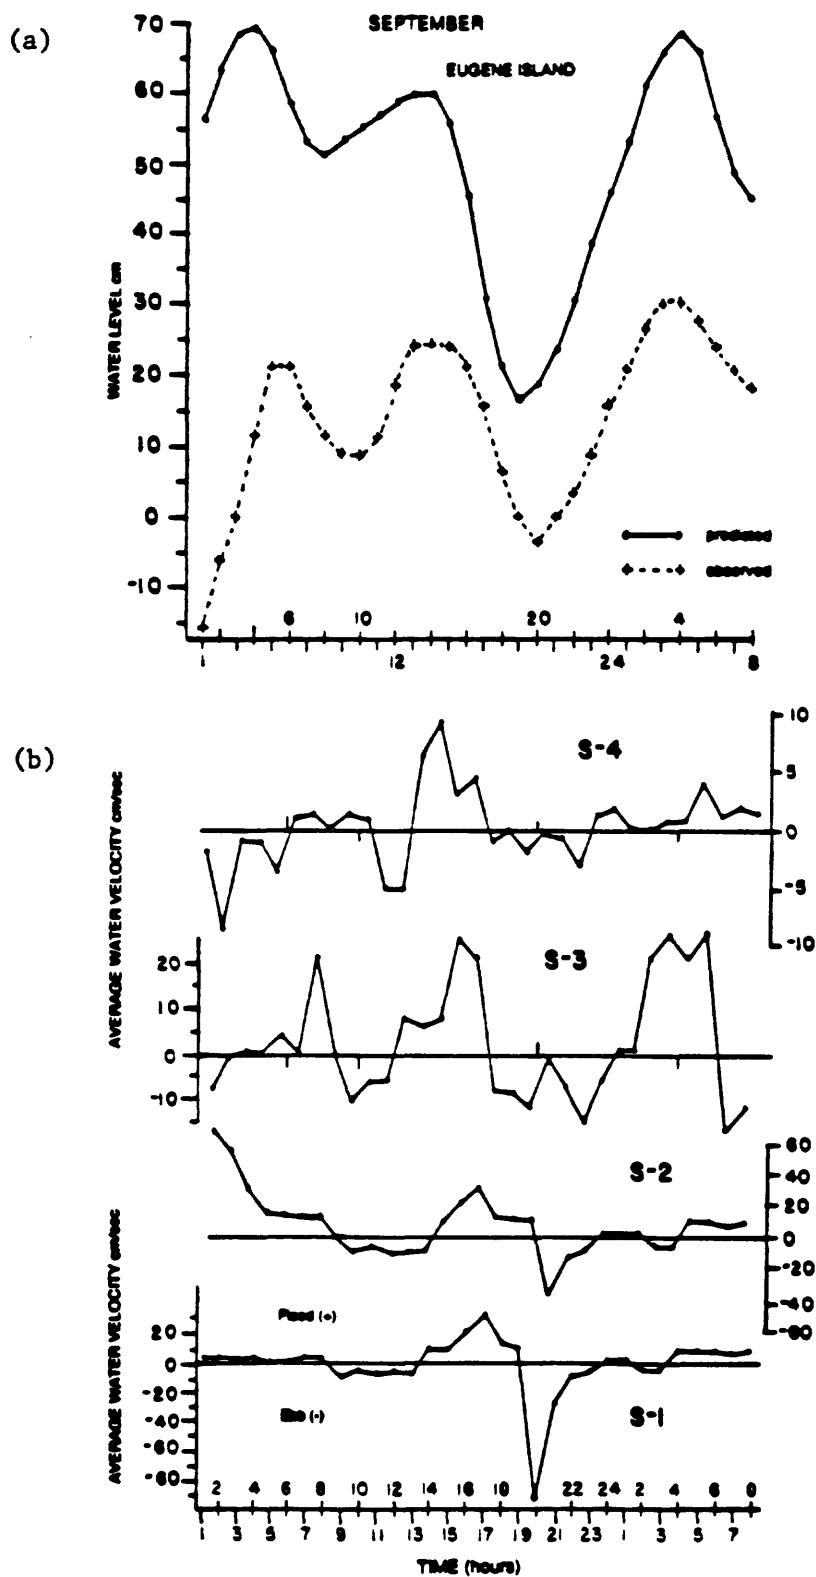 (a)
SEPTEMBER
EUGENE ISLAND
WATER LEVEL cm
70
60
50
40
30
20
10
0
-10
predicted
observed
6 10 20 4
1 12 24 8
(b)
AVERAGE WATER VELOCITY cm/sec
S-4
10
5
0
-5
-10
S-3
20
10
0
-10
AVERAGE WATER VELOCITY cm/sec
S-2
60
40
20
0
-20
-40
-60
Flood (+)
20
0
-20
-40
-60
-80
Ebb (-)
S-1
2 4 6 8 10 12 14 16 18 22 24 2 4 6 8
1 3 5 7 9 11 13 15 17 19 21 23 1 3 5 7
TIME (hours)